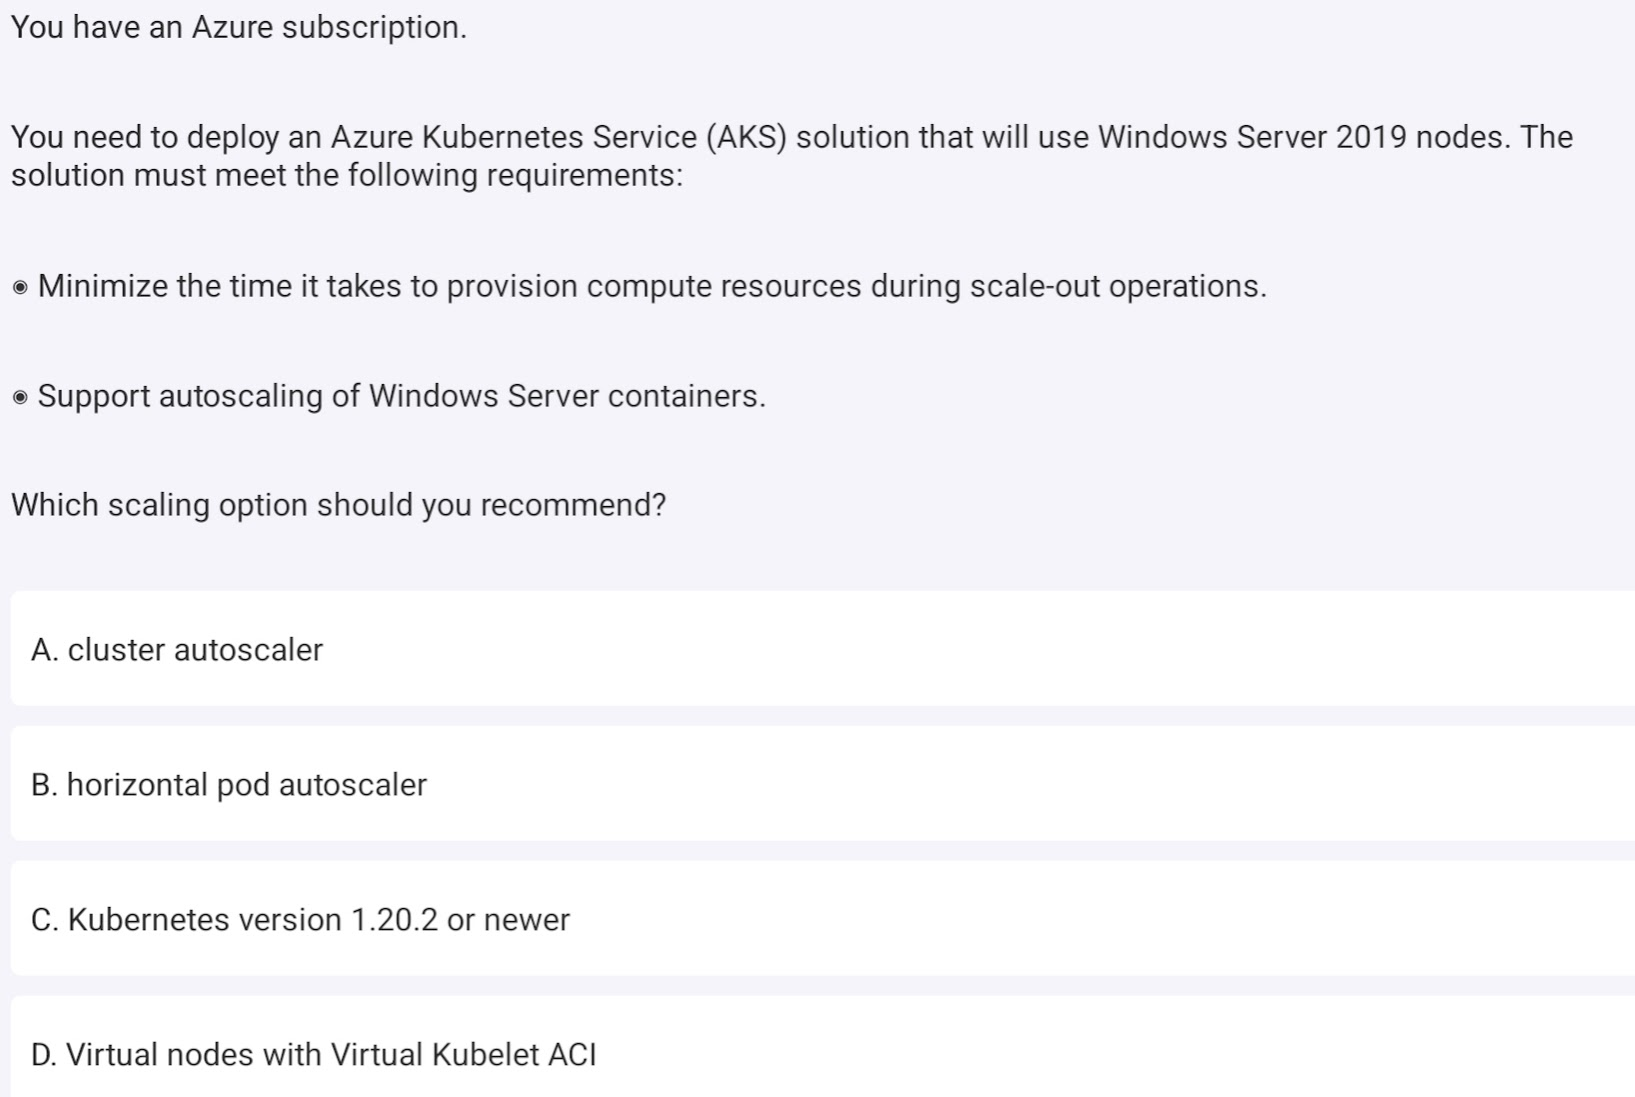 You have an Azure subscription.
You need to deploy an Azure Kubernetes Service (AKS) solution that will use Windows Server 2019 nodes. The
solution must meet the following requirements:
◉ Minimize the time it takes to provision compute resources during scale-out operations.
◉ Support autoscaling of Windows Server containers.
Which scaling option should you recommend?
A. cluster autoscaler
B. horizontal pod autoscaler
C. Kubernetes version 1.20.2 or newer
D. Virtual nodes with Virtual Kubelet ACI